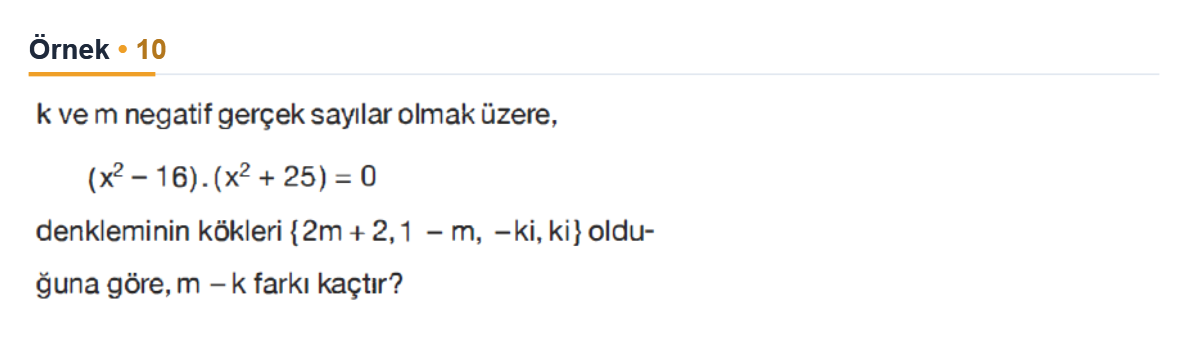 Örnek • 10
k ve m negatif gerçek sayılar olmak üzere,
(x² – 16).(x² + 25) = 0
denkleminin kökleri {2m + 2, 1 – m, –ki, ki} oldu-
ğuna göre, m – k farkı kaçtır?